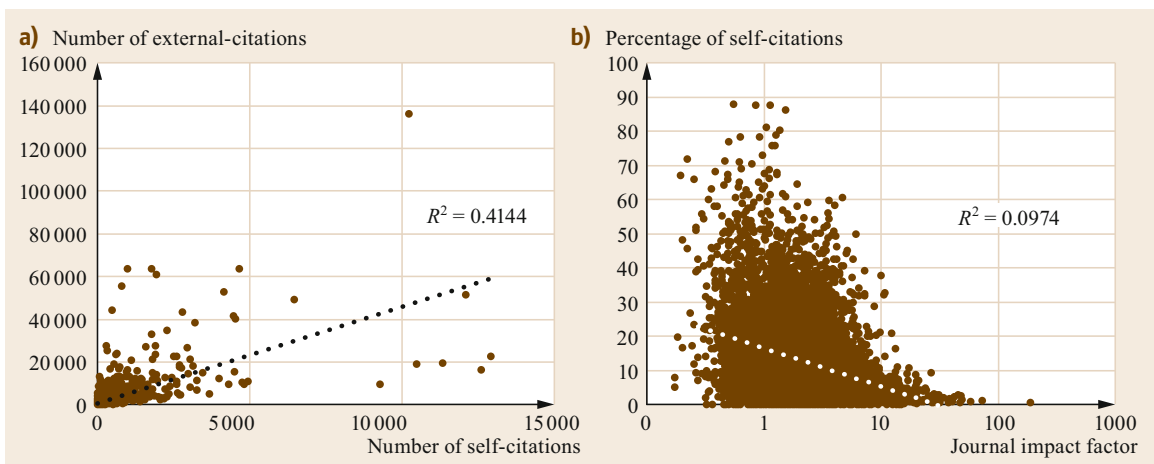 a) Number of external-citations
160 000
140 000
120 000
100 000
80 000
60 000
40 000
20 000
0
R² = 0.4144
0 5000 10 000 15 000
Number of self-citations
b) Percentage of self-citations
100
90
80
70
60
50
40
30
20
10
0
R² = 0.0974
0 1 10 100 1000
Journal impact factor